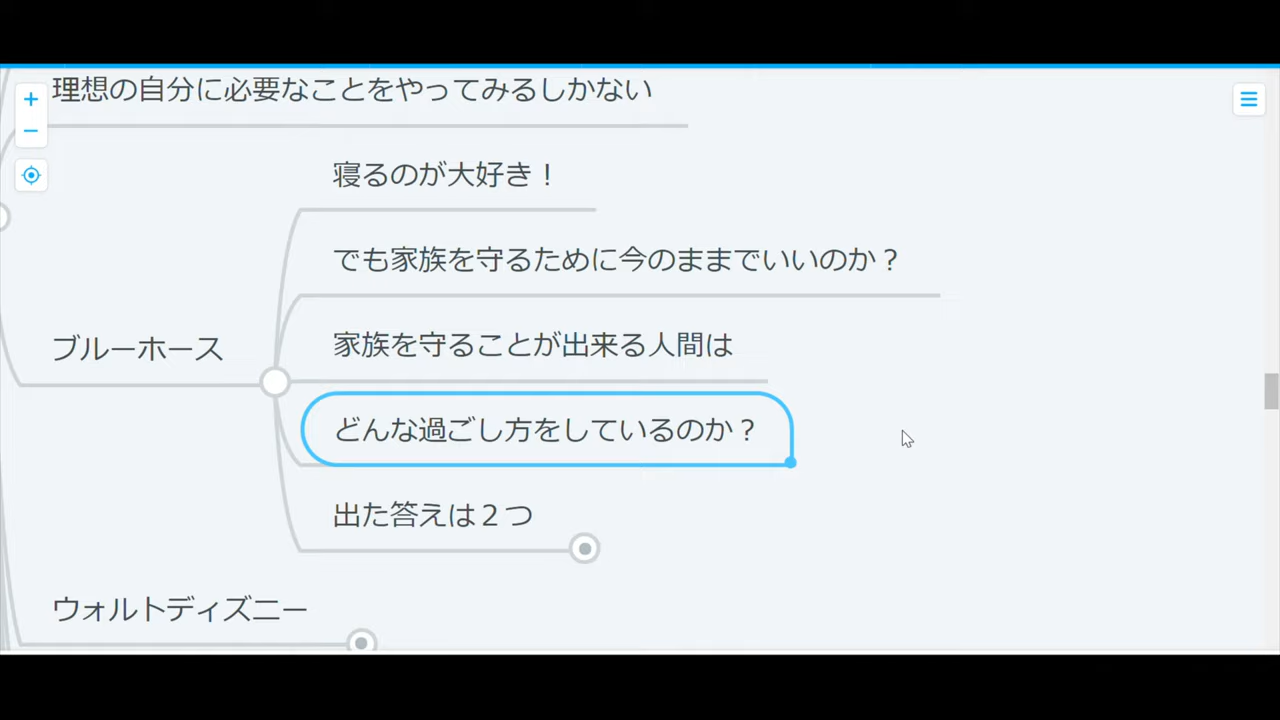 理想の自分に必要なことをやってみるしかない
寝るのが大好き！
でも家族を守るために今のままでいいのか？
家族を守ることが出来る人間は
ブルーホース
どんな過ごし方をしているのか？
出た答えは２つ
ウォルトディズニー